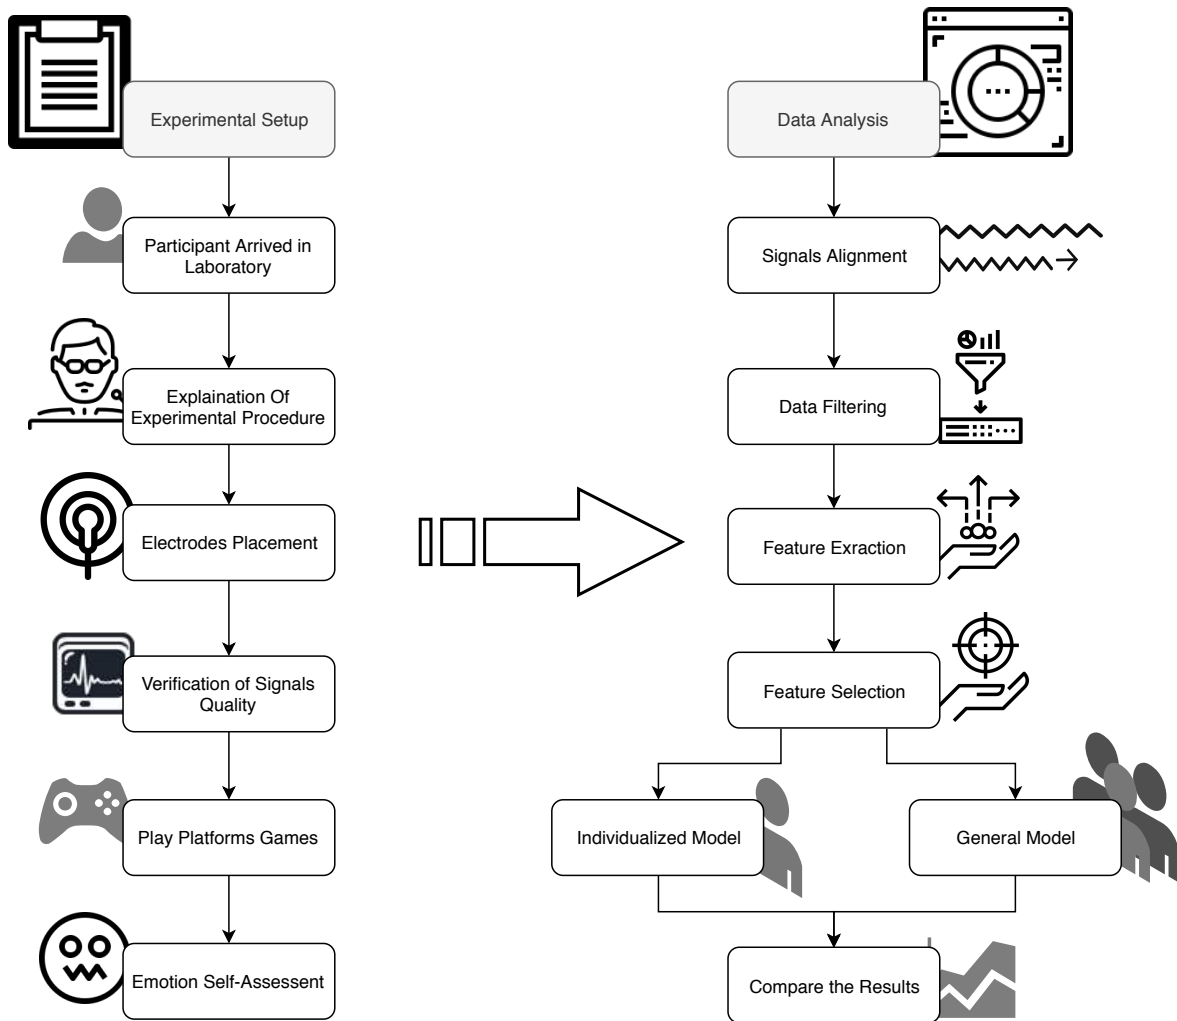 Experimental Setup
Participant Arrived in
Laboratory
Explaination Of
Experimental Procedure
Electrodes Placement
Verification of Signals
Quality
Play Platforms Games
Emotion Self-Assessent
Data Analysis
Signals Alignment
Data Filtering
Feature Exraction
Feature Selection
Individualized Model
General Model
Compare the Results